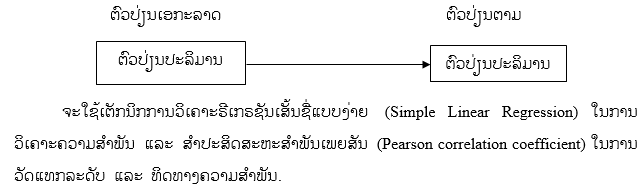 ຕົວປ່ຽນເອກະລາດ ຕົວປ່ຽນຕາມ
ຕົວປ່ຽນປະລິມານ ຕົວປ່ຽນປະລິມານ
ຈະໃຊ້ເຕັກນິກການວິເຄາະຣີເກຣຊັນເສັ້ນຊື່ແບບງ່າຍ (Simple Linear Regression) ໃນການ
ວິເຄາະຄວາມສຳພັນ ແລະ ສຳປະສິດສະຫະສຳພັນເພຍສັນ (Pearson correlation coefficient) ໃນການ
ວັດແທກລະດັບ ແລະ ທິດທາງຄວາມສຳພັນ.